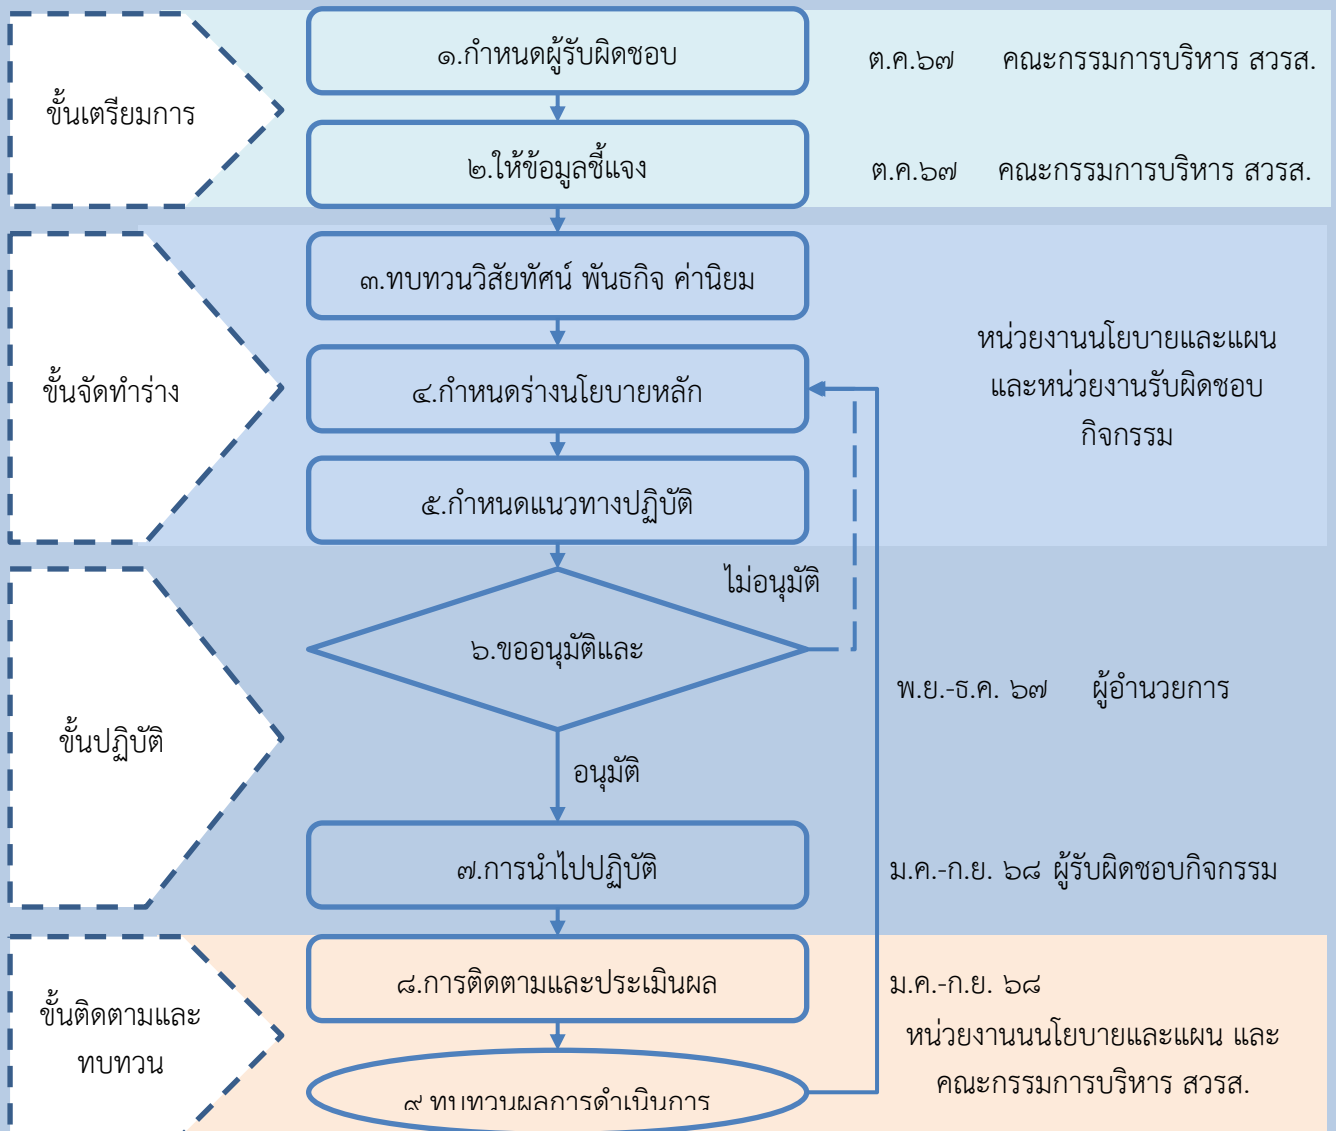 ๑.กำหนดผู้รับผิดชอบ
ต.ค.๖๗ คณะกรรมการบริหาร สวรส.
ขั้นเตรียมการ
๒.ให้ข้อมูลชี้แจง
ต.ค.๖๗ คณะกรรมการบริหาร สวรส.
๓.ทบทวนวิสัยทัศน์ พันธกิจ ค่านิยม
ขั้นจัดทำร่าง
๔.กำหนดร่างนโยบายหลัก
หน่วยงานนโยบายและแผน
และหน่วยงานรับผิดชอบ
กิจกรรม
๕.กำหนดแนวทางปฏิบัติ
ไม่อนุมัติ
๖.ขออนุมัติและ
พ.ย.-ธ.ค. ๖๗ ผู้อำนวยการ
ขั้นปฏิบัติ
อนุมัติ
๗.การนำไปปฏิบัติ
ม.ค.-ก.ย. ๖๘ ผู้รับผิดชอบกิจกรรม
๘.การติดตามและประเมินผล
ม.ค.-ก.ย. ๖๘
ขั้นติดตามและ
ทบทวน
หน่วยงานนนโยบายและแผน และ
คณะกรรมการบริหาร สวรส.
๙ ทบทวนผลการดำเนินการ